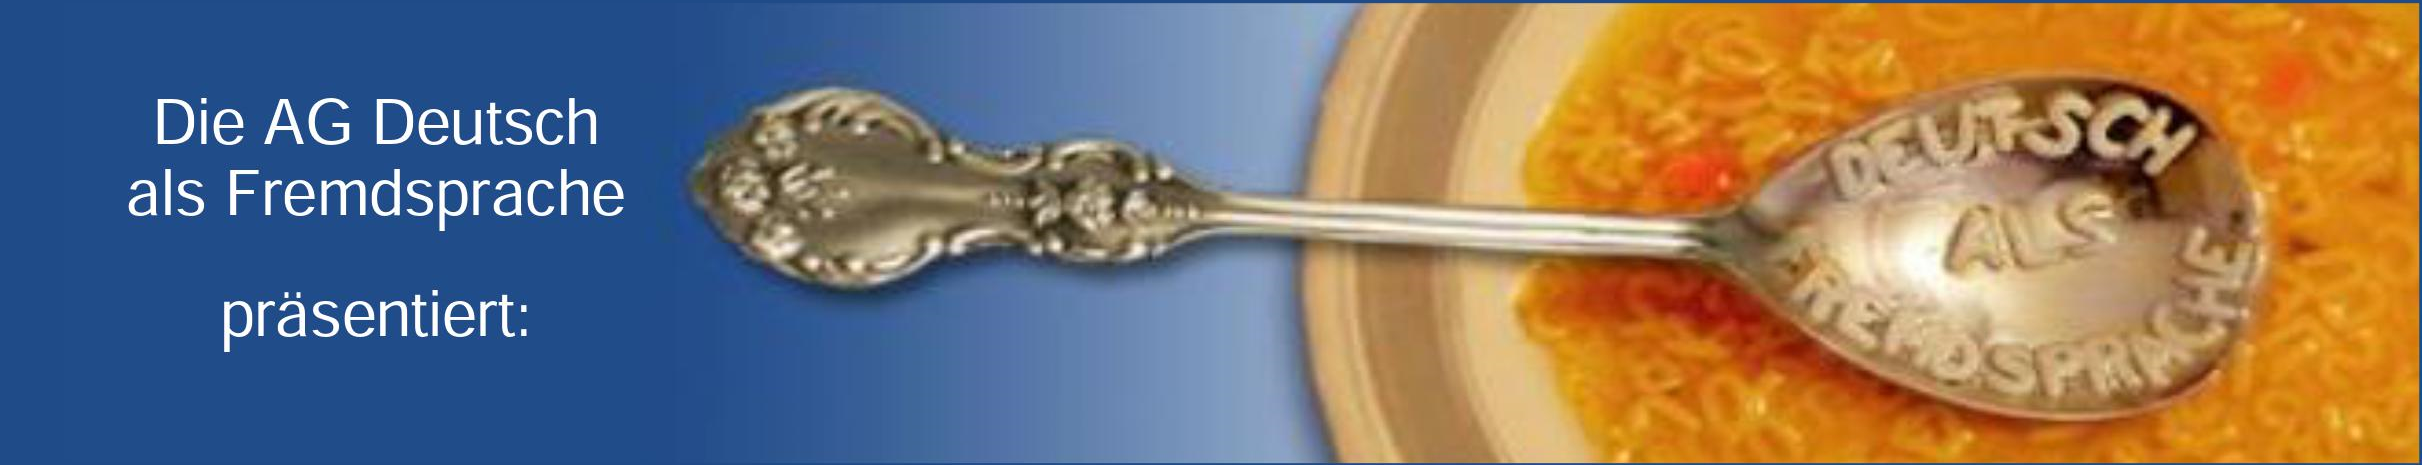 Die AG Deutsch
als Fremdsprache
präsentiert:
DEUTSCH
ALS
FREMDSPRACHE